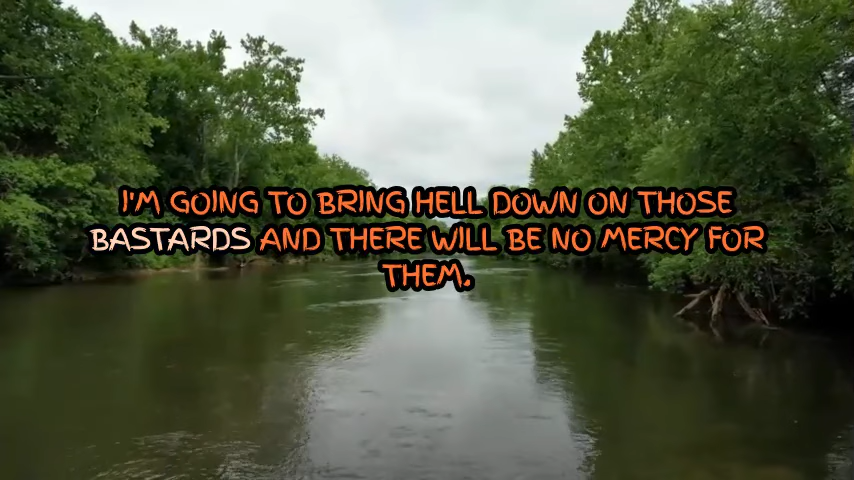 I'M GOING TO BRING HELL DOWN ON THOSE
BASTARDS AND THERE WILL BE NO MERCY FOR
THEM.